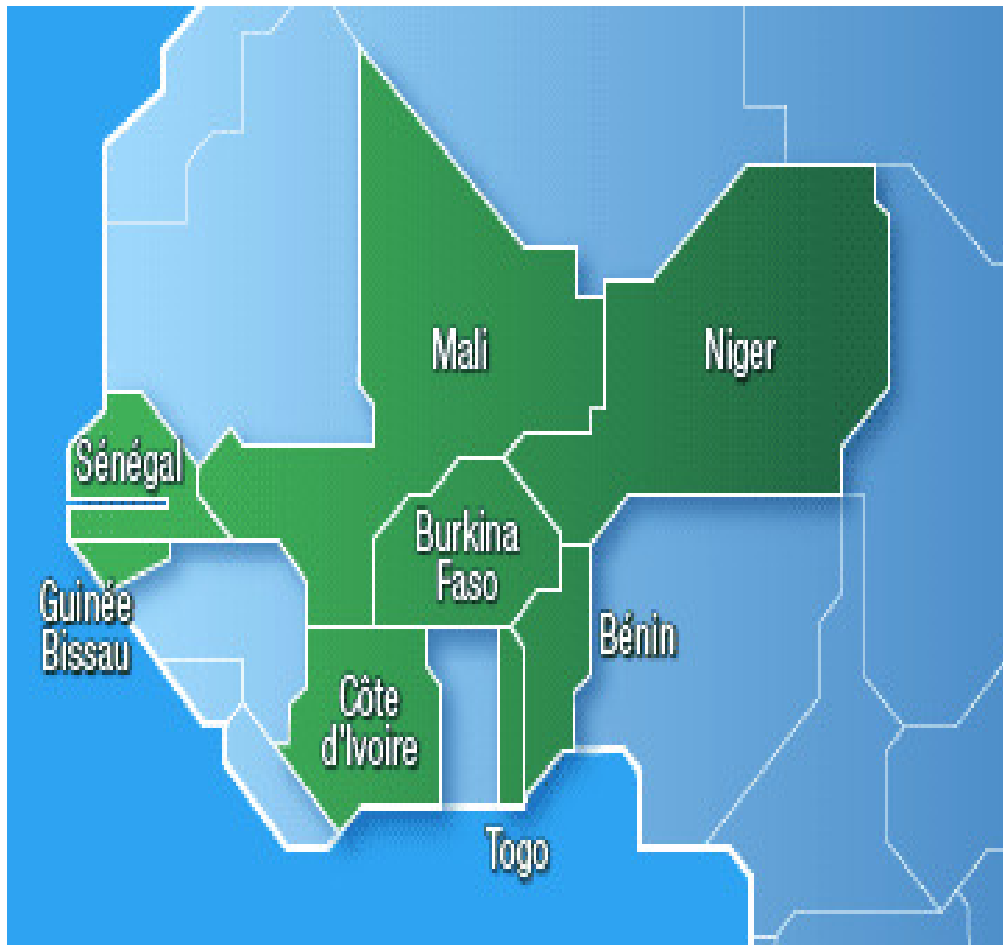 Mali
Niger
Sénégal
Burkina
Faso
Guinée
Bissau
Bénin
Côte
d'Ivoire
Togo